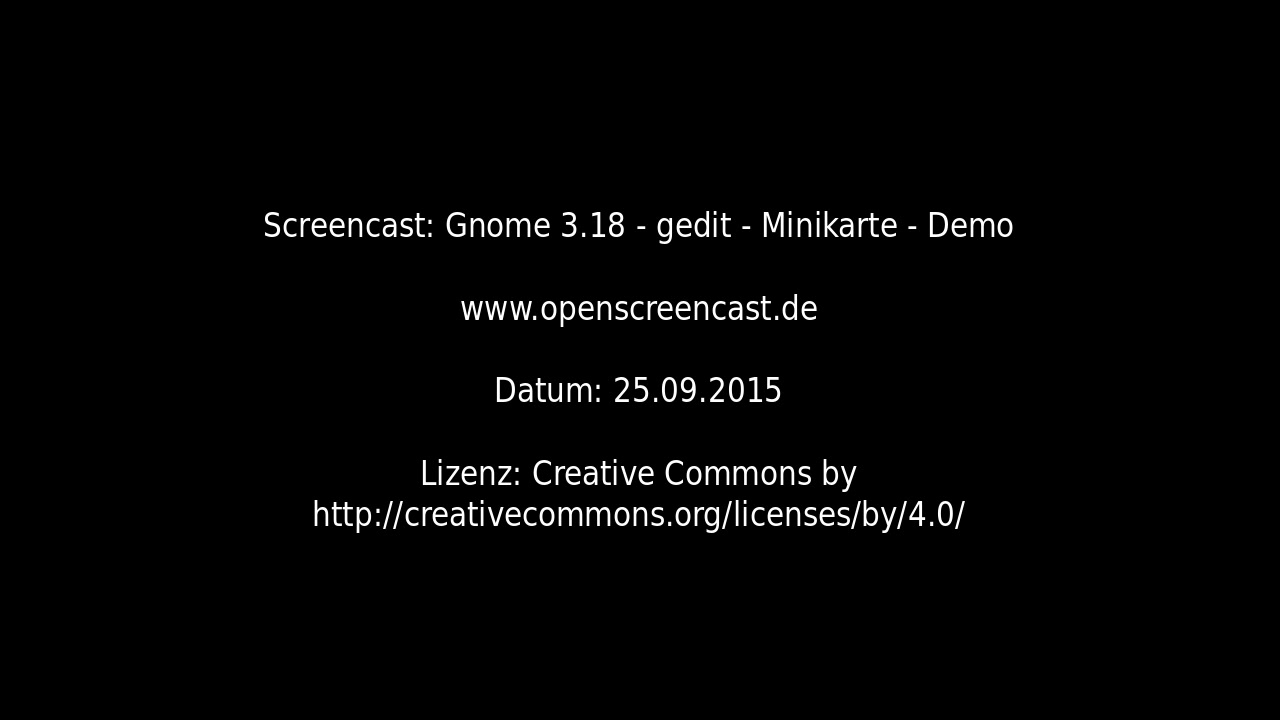 Screencast: Gnome 3.18 - gedit - Minikarte - Demo
www.openscreencast.de
Datum: 25.09.2015
Lizenz: Creative Commons by
http://creativecommons.org/licenses/by/4.0/